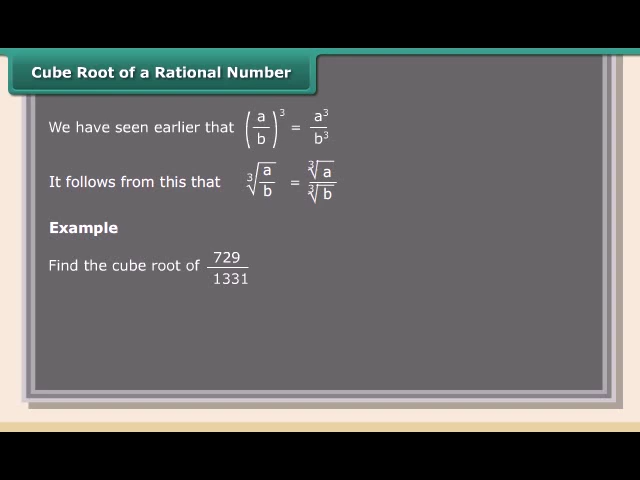 Cube Root of a Rational Number
We have seen earlier that (a/b)³ = a³/b³
It follows from this that ∛(a/b) = ∛a/∛b
Example
Find the cube root of 729/1331